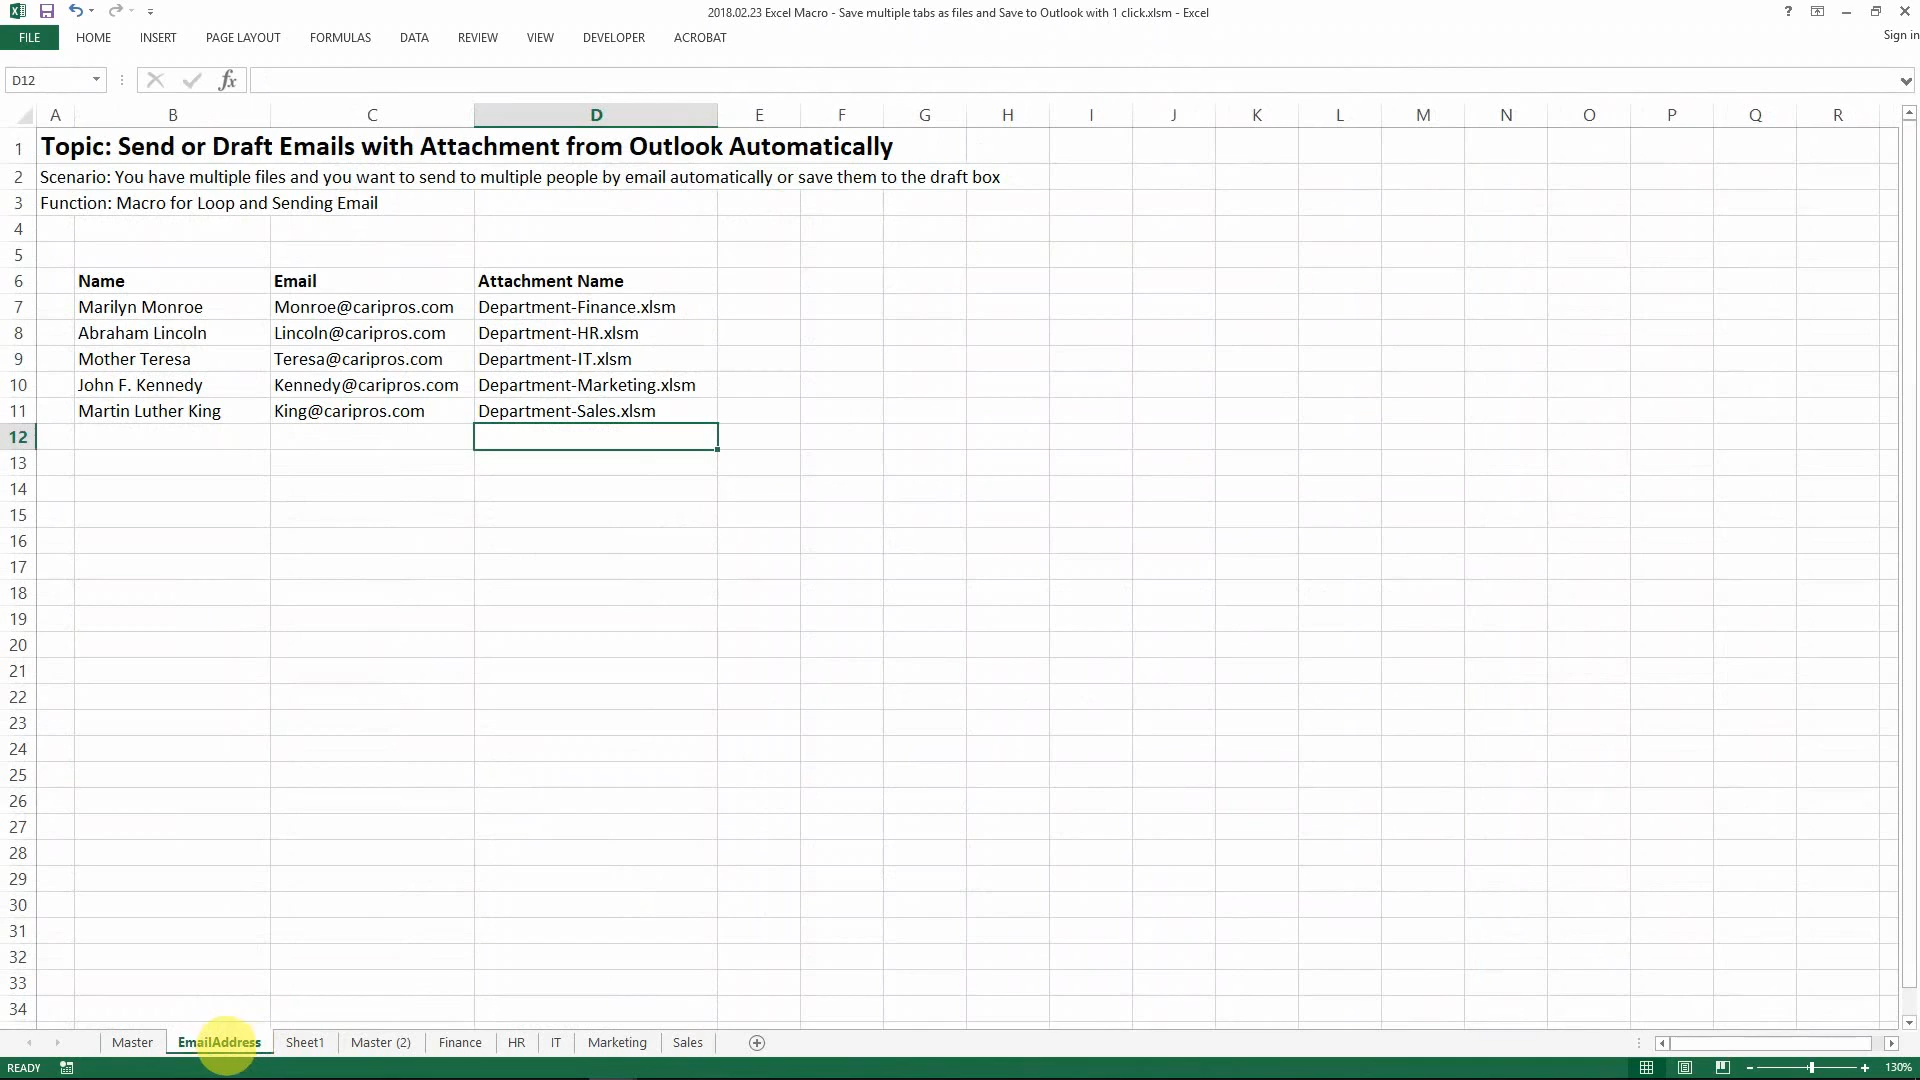 2018.02.23 Excel Macro - Save multiple tabs as files and Save to Outlook with 1 click.xlsm - Excel
?
FILE HOME INSERT PAGE LAYOUT FORMULAS DATA REVIEW VIEW DEVELOPER ACROBAT Sign in
D12 fx
A B C D E F G H I J K L M N O P Q R
1 Topic: Send or Draft Emails with Attachment from Outlook Automatically
2 Scenario: You have multiple files and you want to send to multiple people by email automatically or save them to the draft box
3 Function: Macro for Loop and Sending Email
4
5
6 Name Email Attachment Name
7 Marilyn Monroe Monroe@caripros.com Department-Finance.xlsm
8 Abraham Lincoln Lincoln@caripros.com Department-HR.xlsm
9 Mother Teresa Teresa@caripros.com Department-IT.xlsm
10 John F. Kennedy Kennedy@caripros.com Department-Marketing.xlsm
11 Martin Luther King King@caripros.com Department-Sales.xlsm
12
13
14
15
16
17
18
19
20
21
22
23
24
25
26
27
28
29
30
31
32
33
34
Master EmailAddress Sheet1 Master (2) Finance HR IT Marketing Sales
READY 130%